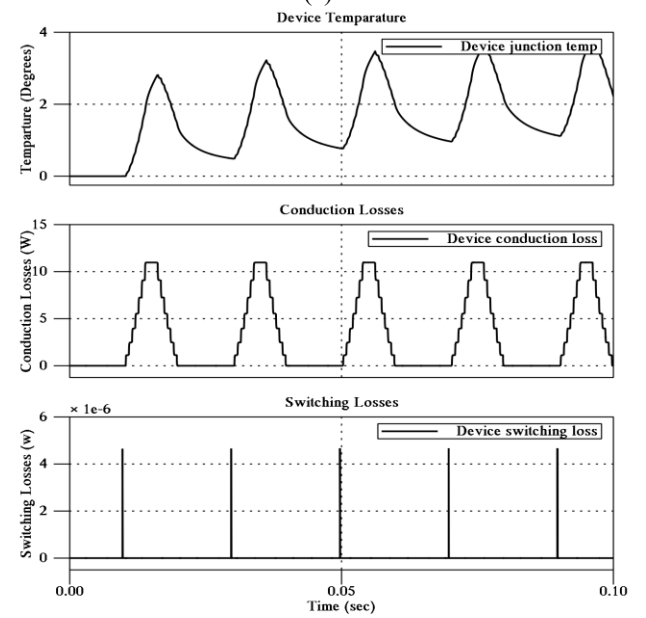 Device Temparature
4
2
0
Temparture (Degrees)
Device junction temp
Conduction Losses
15
10
5
0
Conduction Losses (W)
Device conduction loss
Switching Losses
× 1e-6
6
4
2
0
Switching Losses (w)
Device switching loss
0.00
0.05
0.10
Time (sec)